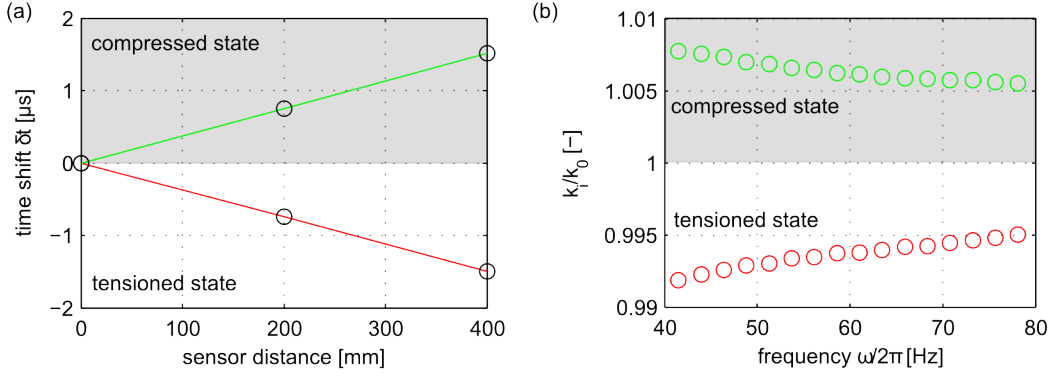 (a)
2
1
0
−1
−2
time shift δt [μs]
compressed state
tensioned state
0 100 200 300 400
sensor distance [mm]
(b)
1.01
1.005
1
0.995
0.99
kᵢ/k₀ [−]
compressed state
tensioned state
40 50 60 70 80
frequency ω/2π [Hz]